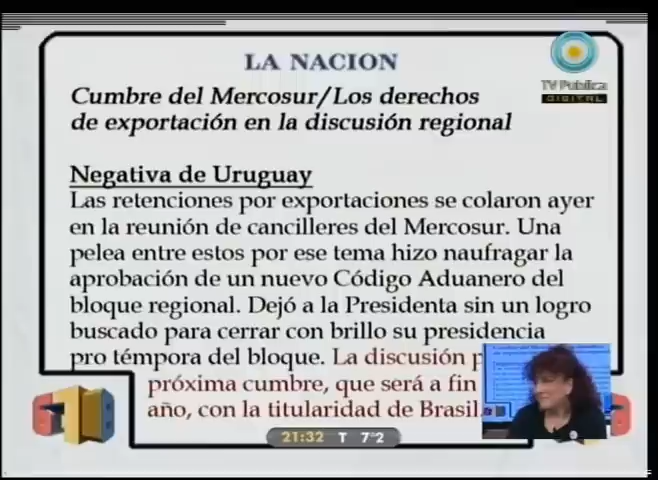 LA NACION
TV Pública
DIGITAL
Cumbre del Mercosur/Los derechos
de exportación en la discusión regional
Negativa de Uruguay
Las retenciones por exportaciones se colaron ayer
en la reunión de cancilleres del Mercosur. Una
pelea entre estos por ese tema hizo naufragar la
aprobación de un nuevo Código Aduanero del
bloque regional. Dejó a la Presidenta sin un logro
buscado para cerrar con brillo su presidencia
pro témpora del bloque. La discusión
próxima cumbre, que será a fin
año, con la titularidad de Brasil
21:32 T 7°2